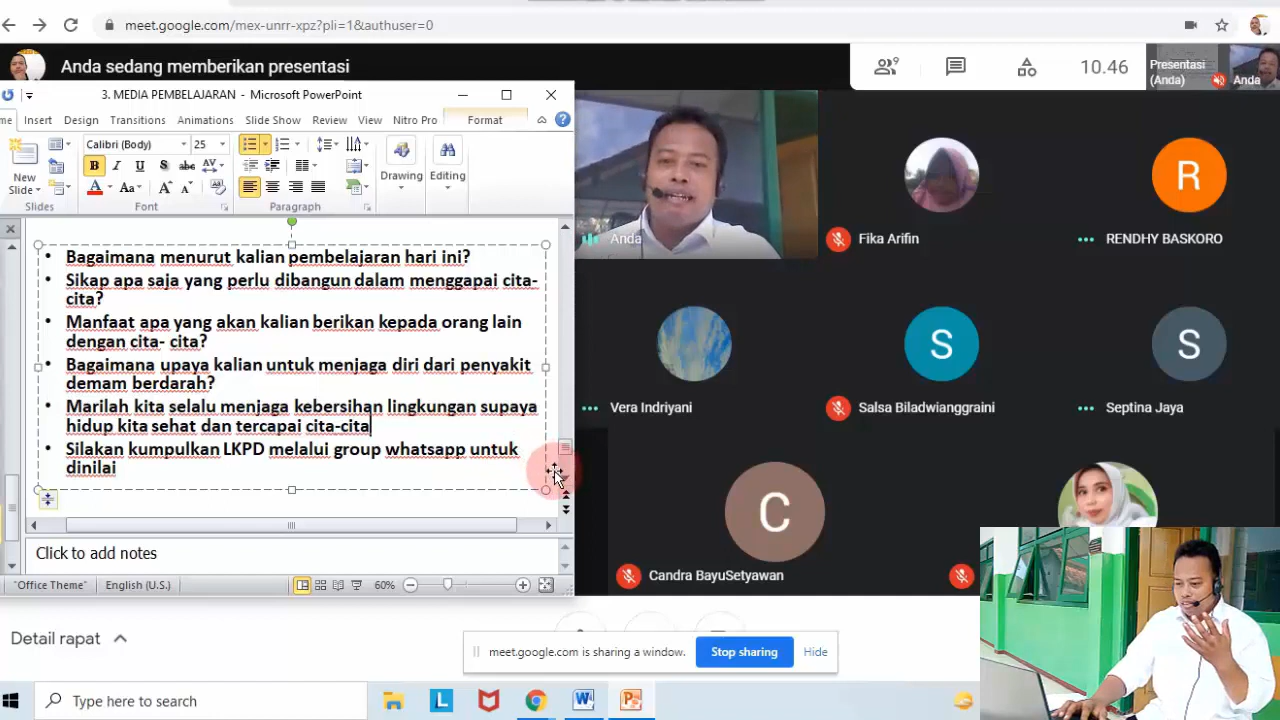 meet.google.com/mex-unrr-xpz?pli=1&authuser=0
Anda sedang memberikan presentasi
9
10.46
Presentasi
(Anda)
Anda
3. MEDIA PEMBELAJARAN - Microsoft PowerPoint
me Insert Design Transitions Animations Slide Show Review View Nitro Pro Format
New
Slide
Slides
Calibri (Body) 25
B I U S abc AV
A Aa A A
Font
Paragraph
Drawing
Editing
• Bagaimana menurut kalian pembelajaran hari ini?
• Sikap apa saja yang perlu dibangun dalam menggapai cita-
cita?
• Manfaat apa yang akan kalian berikan kepada orang lain
dengan cita- cita?
• Bagaimana upaya kalian untuk menjaga diri dari penyakit
demam berdarah?
• Marilah kita selalu menjaga kebersihan lingkungan supaya
hidup kita sehat dan tercapai cita-cita
• Silakan kumpulkan LKPD melalui group whatsapp untuk
dinilai
Click to add notes
"Office Theme" English (U.S.) 60%
Anda
Fika Arifin
R
RENDHY BASKORO
Vera Indriyani
S
Salsa Biladwianggraini
S
Septina Jaya
C
Candra BayuSetyawan
Detail rapat
meet.google.com is sharing a window. Stop sharing Hide
Type here to search
L
W
P